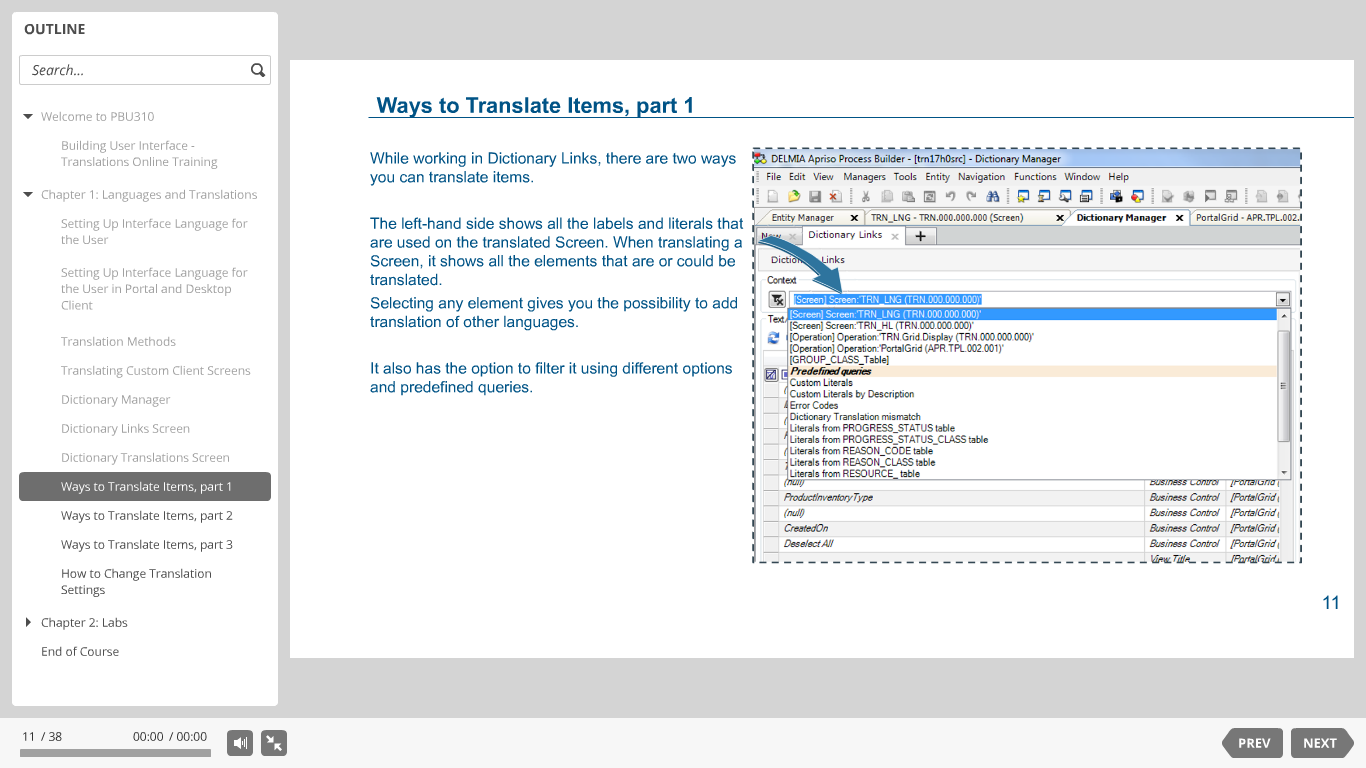 OUTLINE
Search...
Welcome to PBU310
Building User Interface -
Translations Online Training
Chapter 1: Languages and Translations
Setting Up Interface Language for
the User
Setting Up Interface Language for
the User in Portal and Desktop
Client
Translation Methods
Translating Custom Client Screens
Dictionary Manager
Dictionary Links Screen
Dictionary Translations Screen
Ways to Translate Items, part 1
Ways to Translate Items, part 2
Ways to Translate Items, part 3
How to Change Translation
Settings
Chapter 2: Labs
End of Course
Ways to Translate Items, part 1
While working in Dictionary Links, there are two ways
you can translate items.
The left-hand side shows all the labels and literals that
are used on the translated Screen. When translating a
Screen, it shows all the elements that are or could be
translated.
Selecting any element gives you the possibility to add
translation of other languages.
It also has the option to filter it using different options
and predefined queries.
DELMIA Apriso Process Builder - [trn17h0src] - Dictionary Manager
File Edit View Managers Tools Entity Navigation Functions Window Help
Entity Manager TRN_LNG - TRN.000.000.000 (Screen) Dictionary Manager PortalGrid - APR.TPL.002.
Dictionary Links
Links
Context
[Screen] Screen:'TRN_LNG (TRN.000.000.000)'
Text
[Screen] Screen:'TRN_LNG (TRN.000.000.000)'
[Screen] Screen:'TRN_HL (TRN.000.000.000)'
[Operation] Operation:'TRN.Grid.Display (TRN.000.000.000)'
[Operation] Operation:'PortalGrid (APR.TPL.002.001)'
[GROUP_CLASS_Table]
Predefined queries
Custom Literals
Custom Literals by Description
Error Codes
Dictionary Translation mismatch
Literals from PROGRESS_STATUS table
Literals from PROGRESS_STATUS_CLASS table
Literals from REASON_CODE table
Literals from REASON_CLASS table
Literals from RESOURCE_ table
(null) Business Control [PortalGrid (
ProductInventoryType Business Control [PortalGrid (
(null) Business Control [PortalGrid (
CreatedOn Business Control [PortalGrid (
Deselect All Business Control [PortalGrid (
View Title [PortalGrid (
11
11 / 38 00:00 / 00:00
PREV NEXT